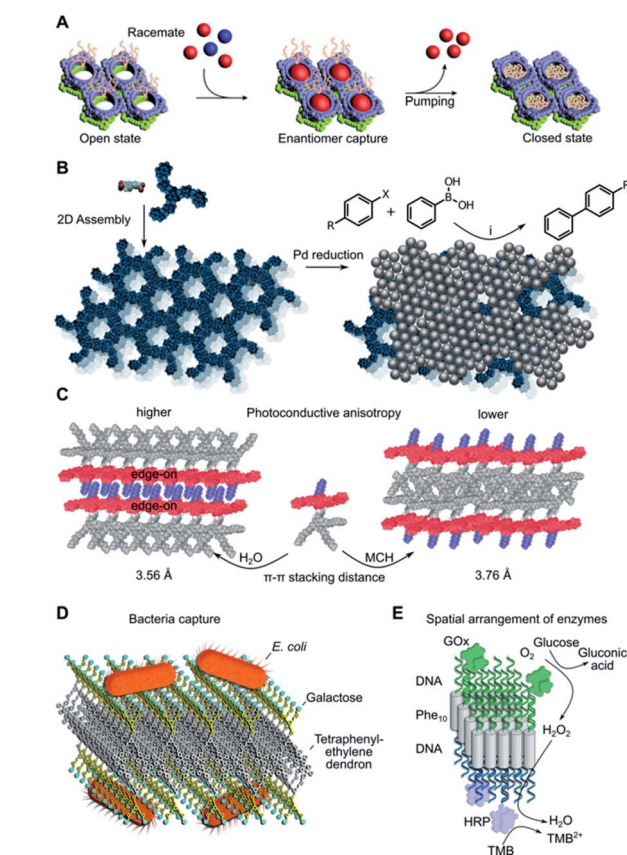 A
Racemate
Pumping
Open state
Enantiomer capture
Closed state
B
2D Assembly
R
X
+
B
OH
OH
i
R
Pd reduction
C
higher
Photoconductive anisotropy
lower
edge-on
edge-on
H₂O
MCH
3.56 Å
π-π stacking distance
3.76 Å
D
Bacteria capture
E. coli
Galactose
Tetraphenyl-
ethylene
dendron
E
Spatial arrangement of enzymes
GOx
O₂
Glucose
Gluconic
acid
DNA
Phe₁₀
DNA
H₂O₂
HRP
H₂O
TMB²⁺
TMB